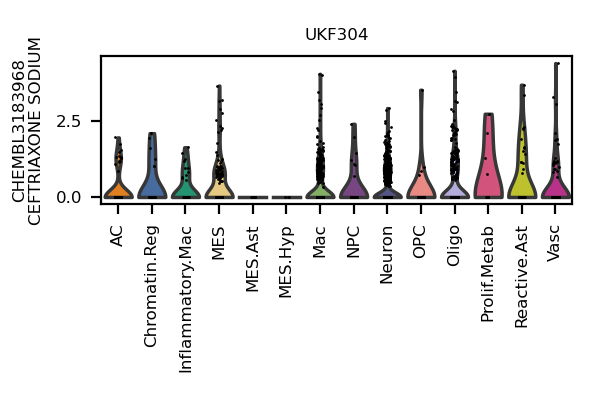 UKF304
CHEMBL3183968
CEFTRIAXONE SODIUM
2.5
0.0
AC
Chromatin.Reg
Inflammatory.Mac
MES
MES.Ast
MES.Hyp
Mac
NPC
Neuron
OPC
Oligo
Prolif.Metab
Reactive.Ast
Vasc